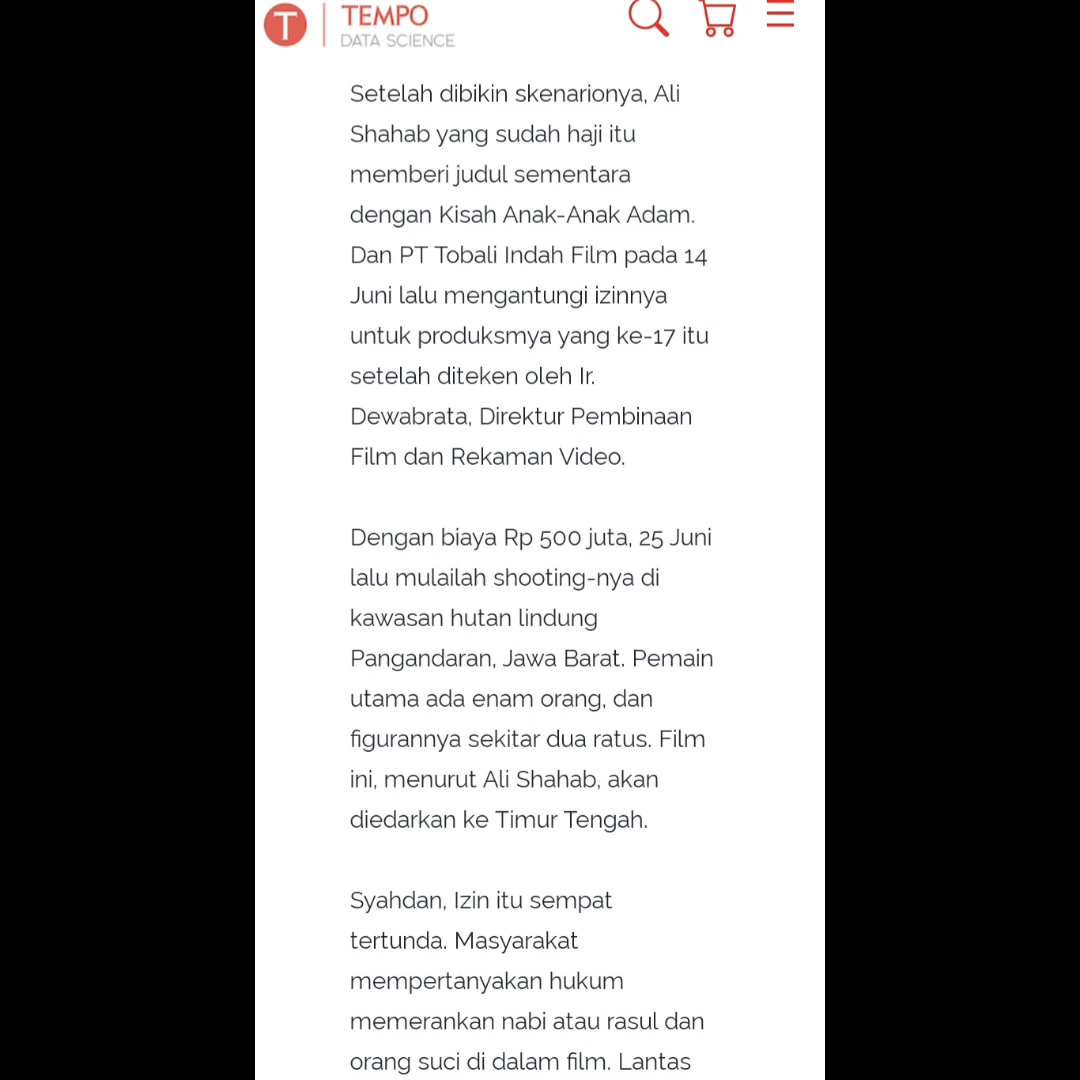 TEMPO
DATA SCIENCE
Setelah dibikin skenarionya, Ali
Shahab yang sudah haji itu
memberi judul sementara
dengan Kisah Anak-Anak Adam.
Dan PT Tobali Indah Film pada 14
Juni lalu mengantungi izinnya
untuk produksmya yang ke-17 itu
setelah diteken oleh Ir.
Dewabrata, Direktur Pembinaan
Film dan Rekaman Video.
Dengan biaya Rp 500 juta, 25 Juni
lalu mulailah shooting-nya di
kawasan hutan lindung
Pangandaran, Jawa Barat. Pemain
utama ada enam orang, dan
figurannya sekitar dua ratus. Film
ini, menurut Ali Shahab, akan
diedarkan ke Timur Tengah.
Syahdan, Izin itu sempat
tertunda. Masyarakat
mempertanyakan hukum
memerankan nabi atau rasul dan
orang suci di dalam film. Lantas